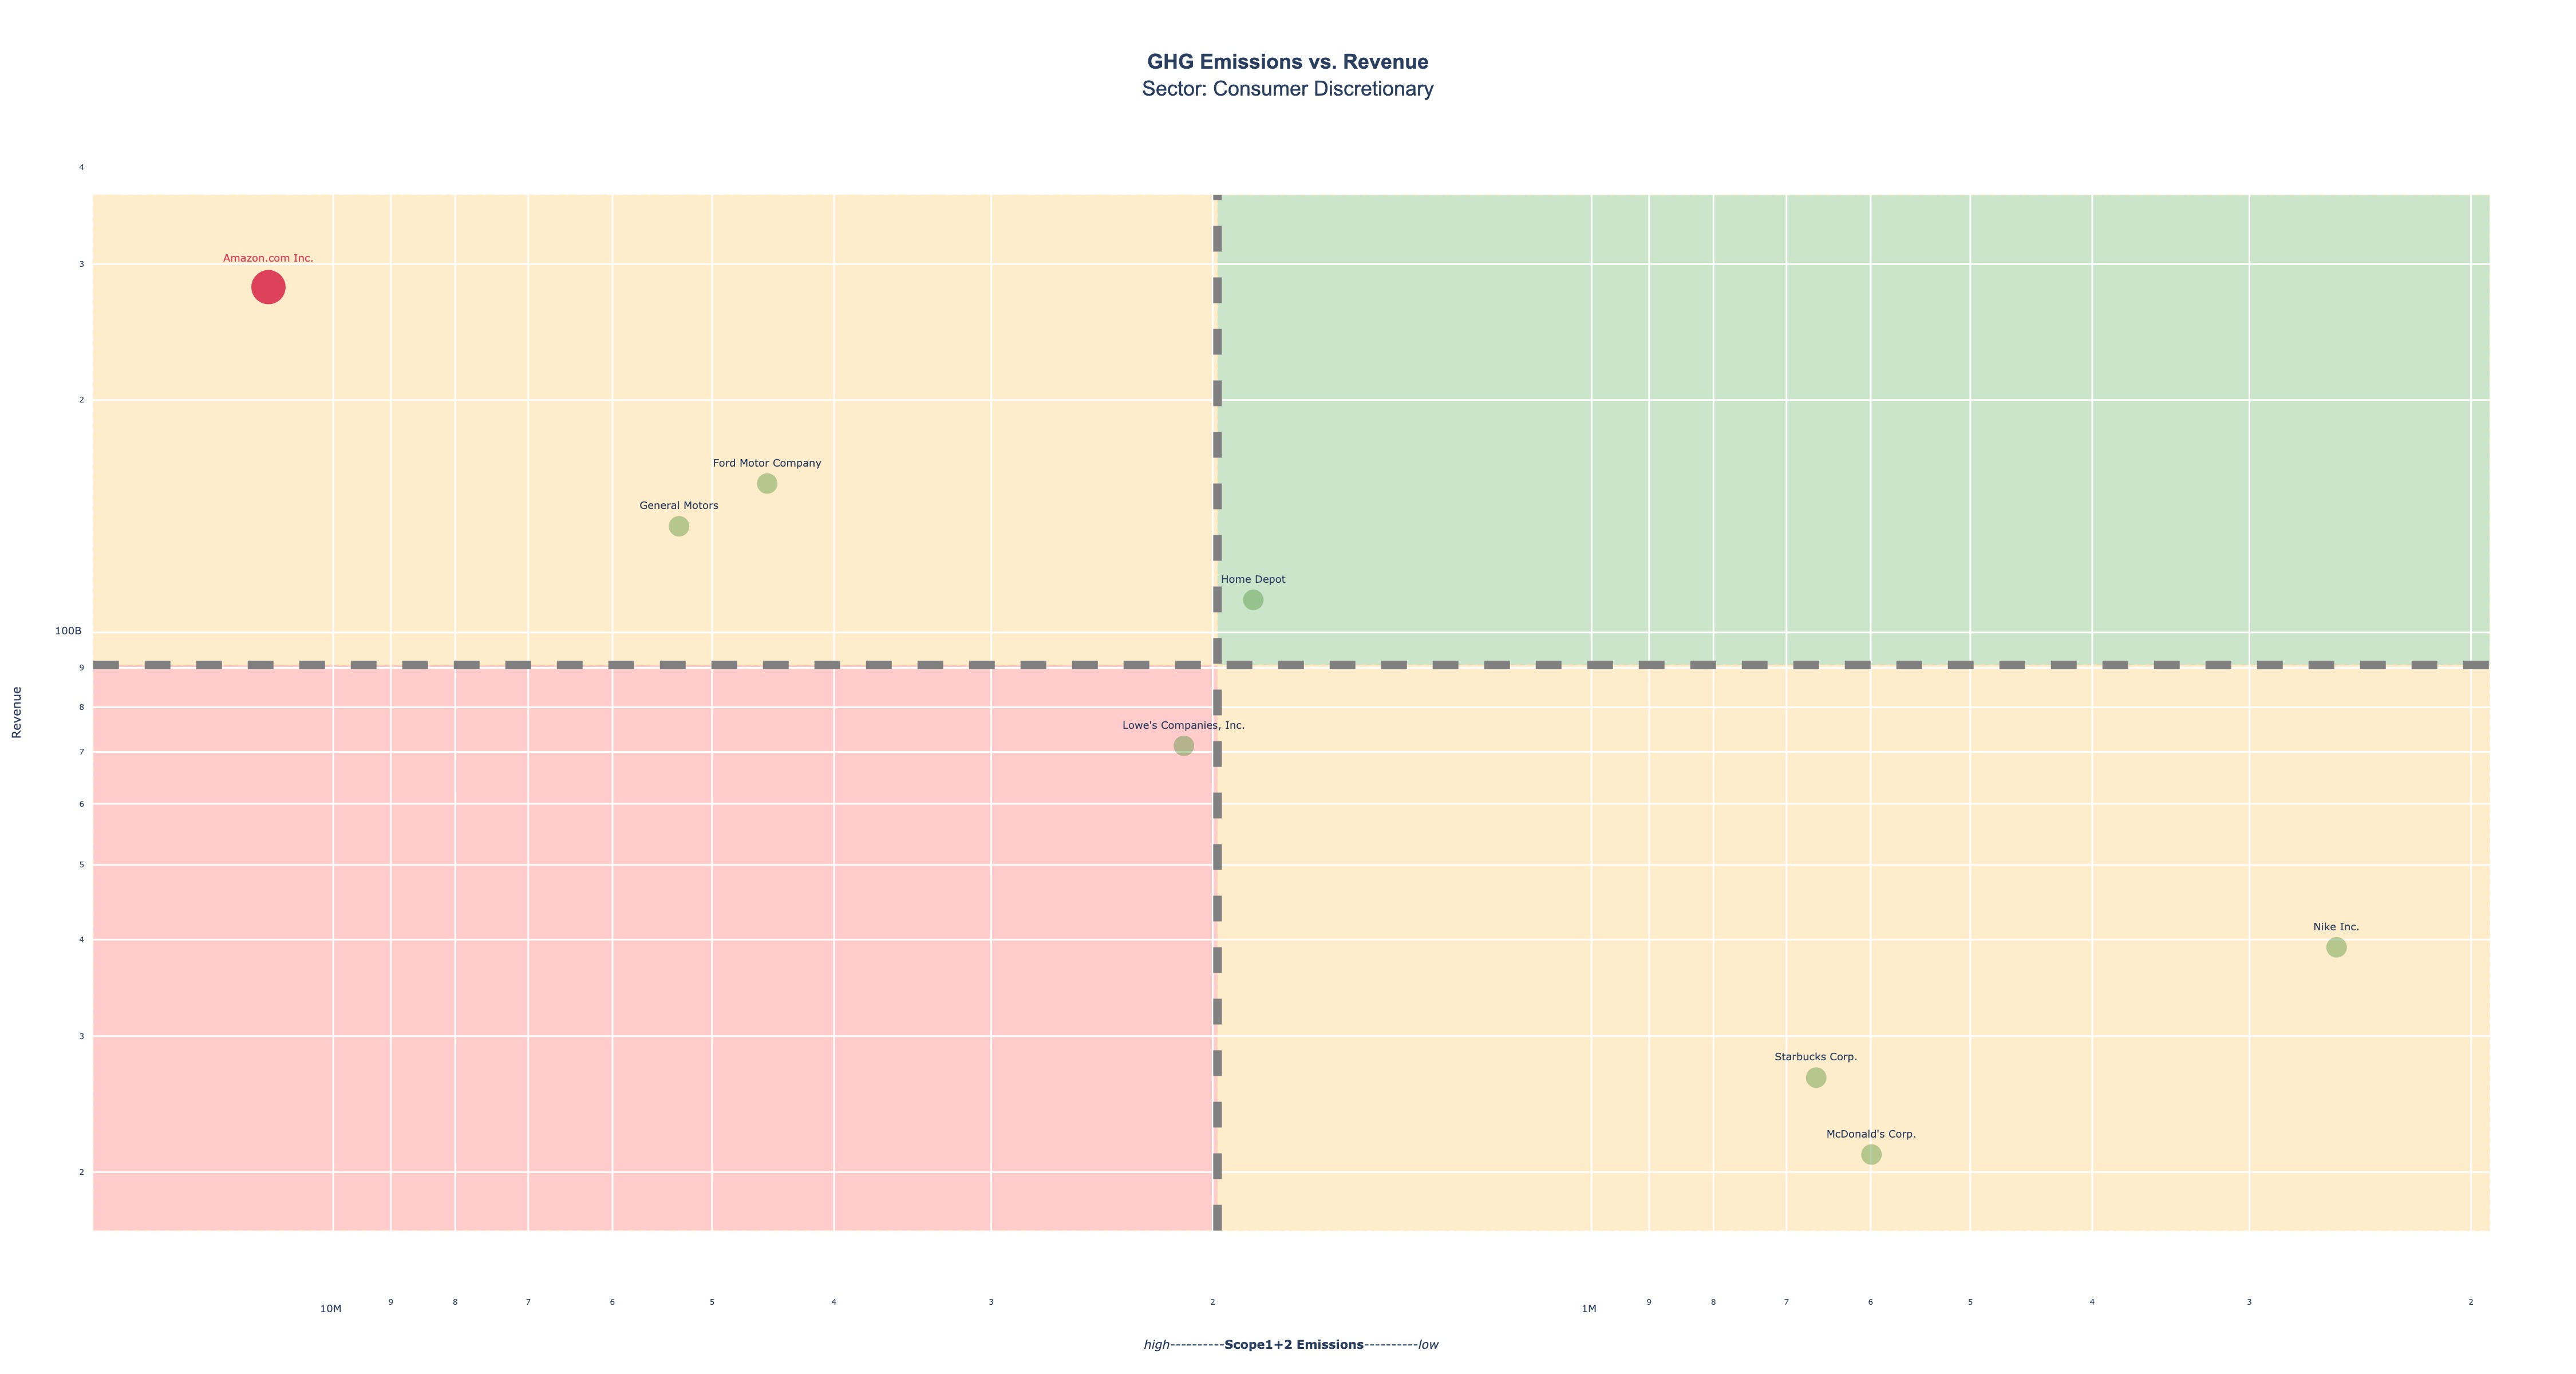 GHG Emissions vs. Revenue
Sector: Consumer Discretionary
4
Amazon.com Inc.
3
2
Ford Motor Company
General Motors
Home Depot
100B
9
Revenue
8
Lowe's Companies, Inc.
7
6
5
Nike Inc.
4
3
Starbucks Corp.
McDonald's Corp.
2
10M 9 8 7 6 5 4 3 2 1M 9 8 7 6 5 4 3 2
high----------Scope1+2 Emissions----------low